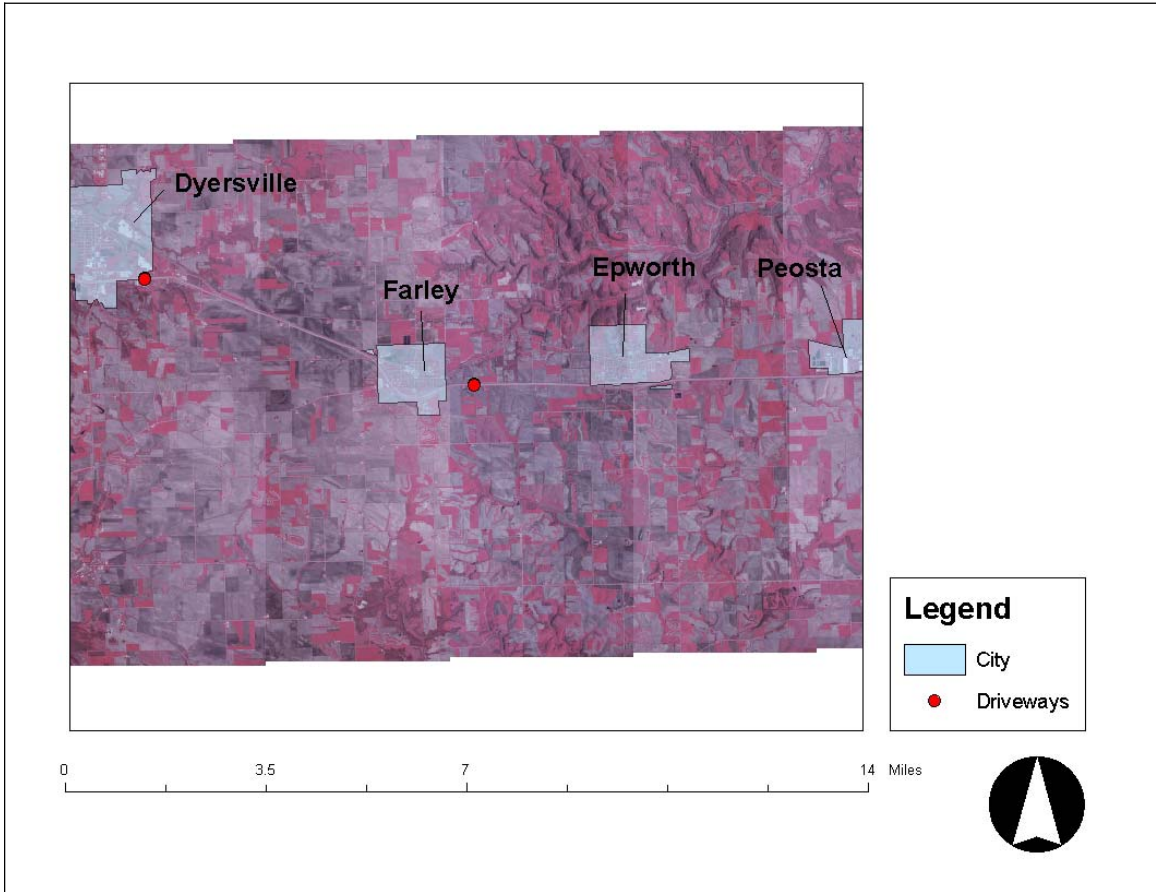 Dyersville
Epworth
Peosta
Farley
Legend
City
Driveways
0 3.5 7 14 Miles